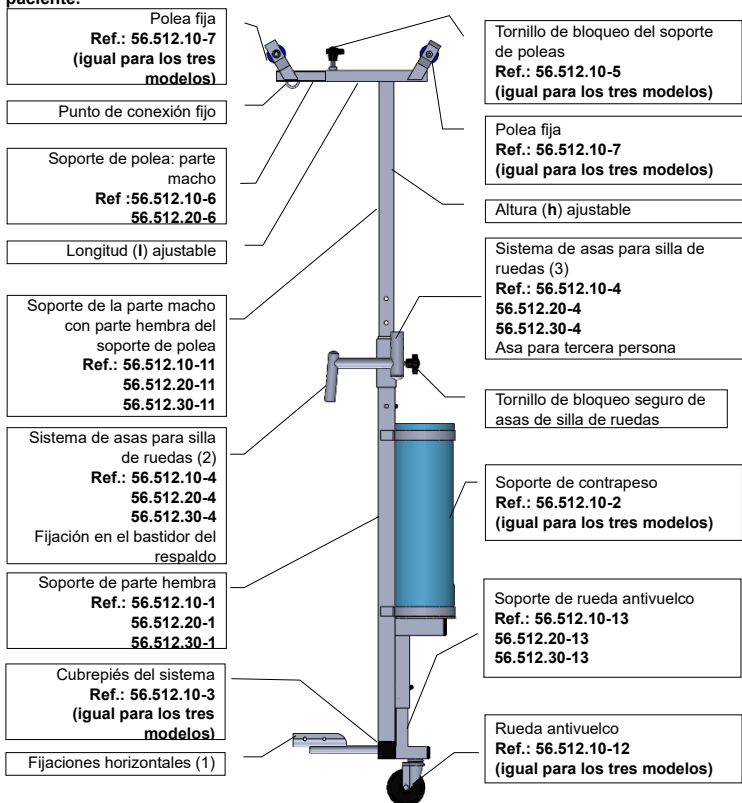 paciente.
Polea fija
Ref.: 56.512.10-7
(igual para los tres
modelos)
Punto de conexión fijo
Soporte de polea: parte
macho
Ref :56.512.10-6
56.512.20-6
Longitud (l) ajustable
Soporte de la parte macho
con parte hembra del
soporte de polea
Ref.: 56.512.10-11
56.512.20-11
56.512.30-11
Sistema de asas para silla
de ruedas (2)
Ref.: 56.512.10-4
56.512.20-4
56.512.30-4
Fijación en el bastidor del
respaldo
Soporte de parte hembra
Ref.: 56.512.10-1
56.512.20-1
56.512.30-1
Cubrepiés del sistema
Ref.: 56.512.10-3
(igual para los tres
modelos)
Fijaciones horizontales (1)
Tornillo de bloqueo del soporte
de poleas
Ref.: 56.512.10-5
(igual para los tres modelos)
Polea fija
Ref.: 56.512.10-7
(igual para los tres modelos)
Altura (h) ajustable
Sistema de asas para silla de
ruedas (3)
Ref.: 56.512.10-4
56.512.20-4
56.512.30-4
Asa para tercera persona
Tornillo de bloqueo seguro de
asas de silla de ruedas
Soporte de contrapeso
Ref.: 56.512.10-2
(igual para los tres modelos)
Soporte de rueda antivuelco
Ref.: 56.512.10-13
56.512.20-13
56.512.30-13
Rueda antivuelco
Ref.: 56.512.10-12
(igual para los tres modelos)